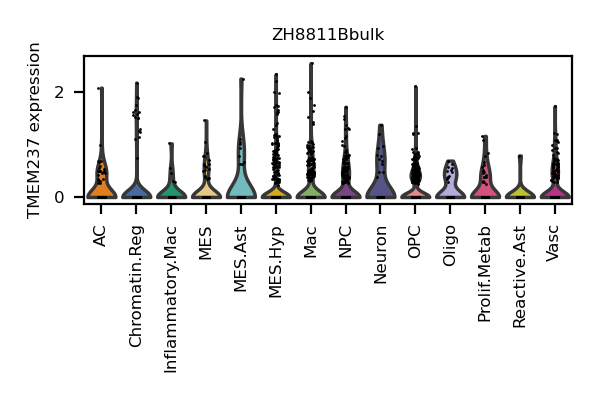 ZH8811Bbulk
TMEM237 expression
2
0
AC
Chromatin.Reg
Inflammatory.Mac
MES
MES.Ast
MES.Hyp
Mac
NPC
Neuron
OPC
Oligo
Prolif.Metab
Reactive.Ast
Vasc